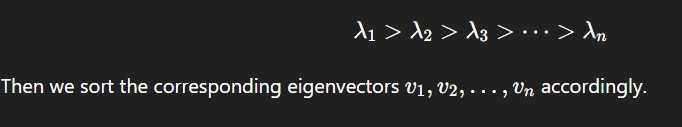 λ₁ > λ₂ > λ₃ > ⋯ > λₙ
Then we sort the corresponding eigenvectors v₁, v₂, . . . , vₙ accordingly.